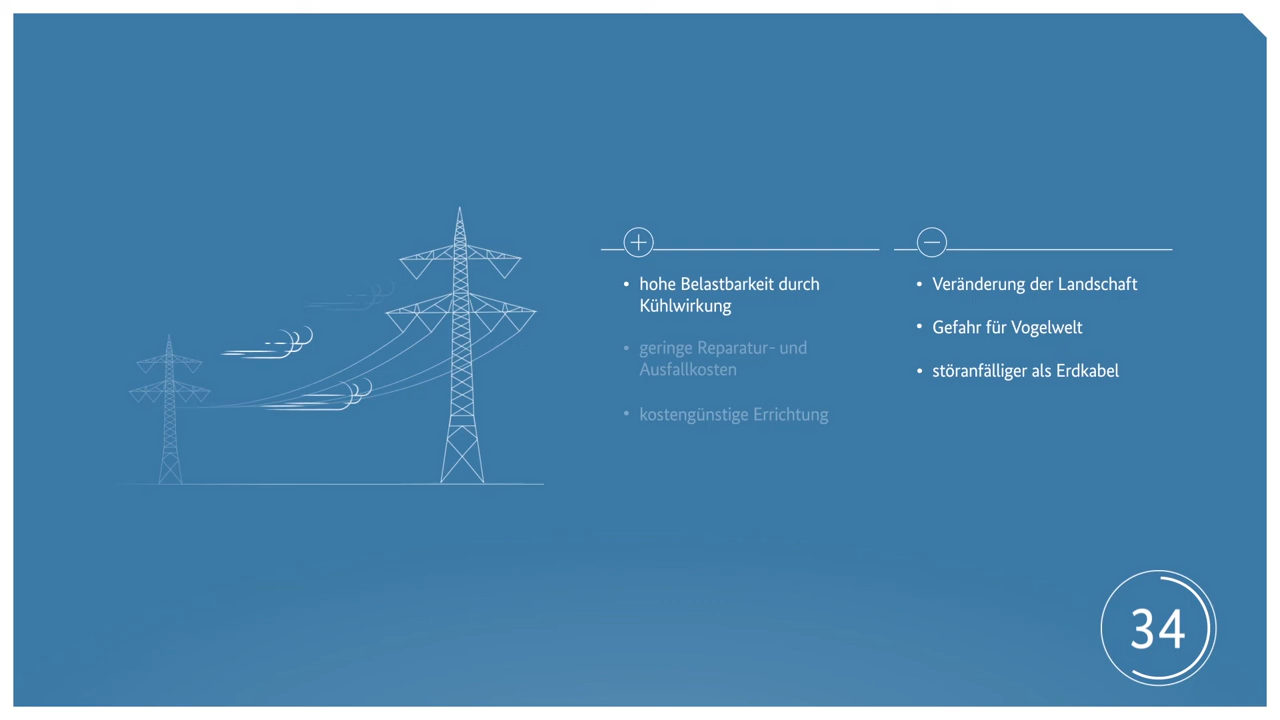 • hohe Belastbarkeit durch
Kühlwirkung
• geringe Reparatur- und
Ausfallkosten
• kostengünstige Errichtung
• Veränderung der Landschaft
• Gefahr für Vogelwelt
• störanfälliger als Erdkabel
34